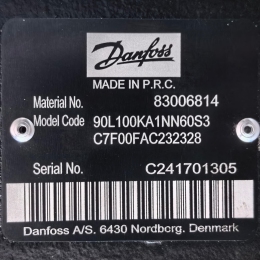 Danfoss
MADE IN P.R.C.
Material No. 83006814
Model Code 90L100KA1NN60S3
C7F00FAC232328
Serial No. C241701305
Danfoss A/S. 6430 Nordborg. Denmark